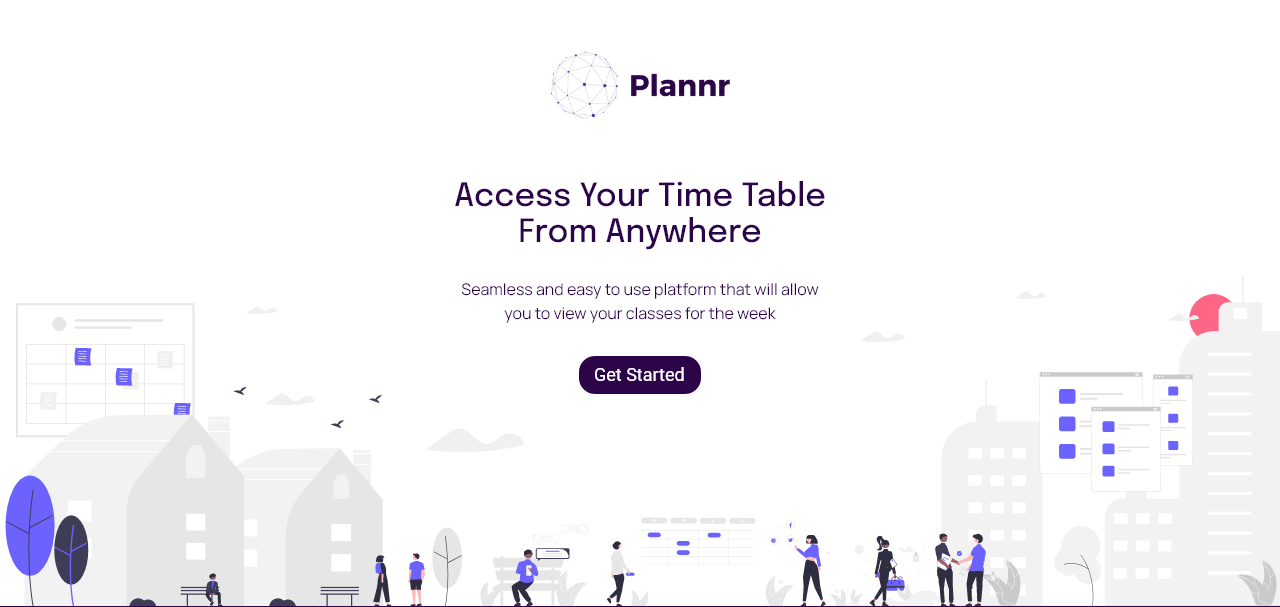 Plannr
Access Your Time Table
From Anywhere
Seamless and easy to use platform that will allow
you to view your classes for the week
Get Started